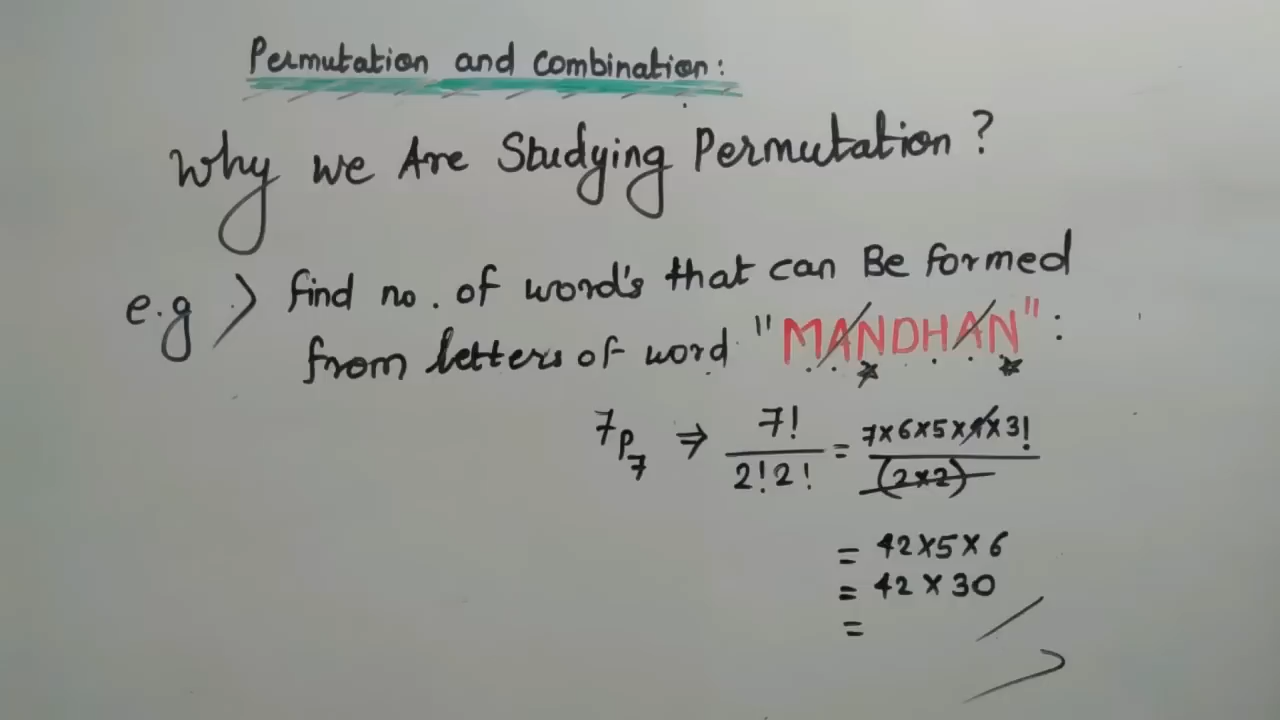 Permutation and combination:
Why we Are Studying Permutation?
e.g > find no. of word's that can Be formed
from letters of word "MANDHAN":
7P7 ⇒ 7!/2!2! = 7×6×5×4×3!/(2×2)
= 42×5×6
= 42×30
=